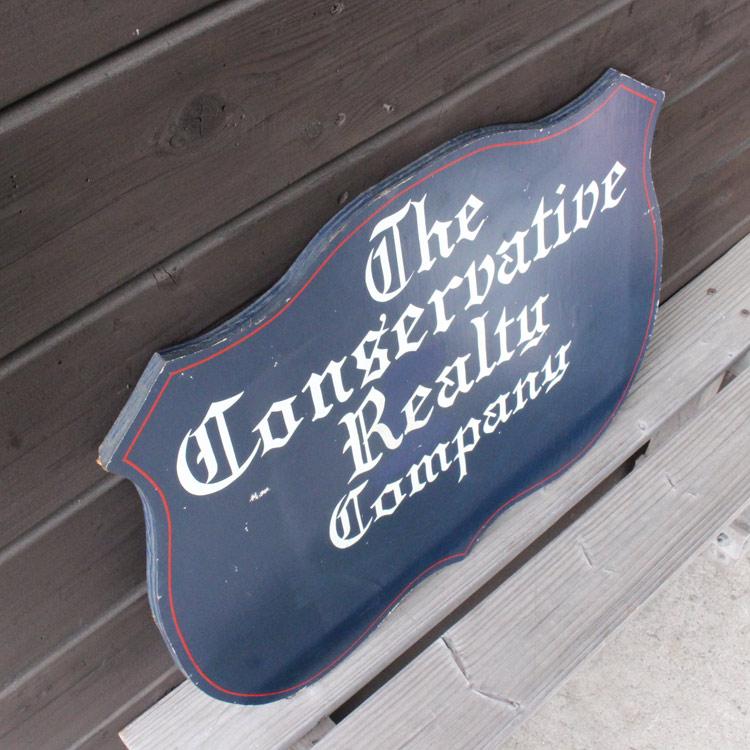 The
Conservative
Realty
Company